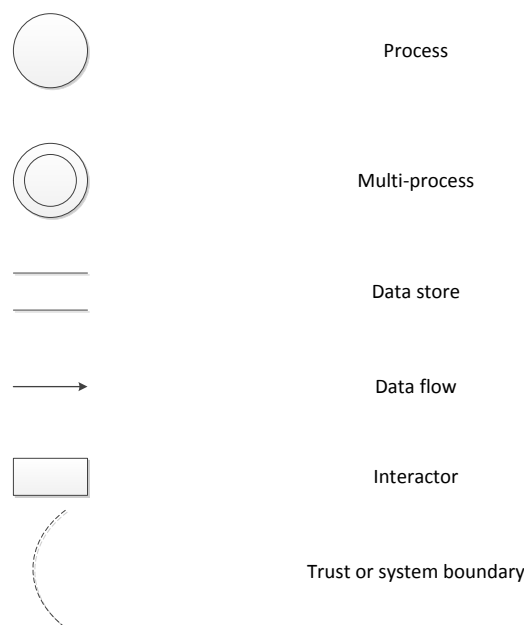 Process
Multi-process
Data store
Data flow
Interactor
Trust or system boundary